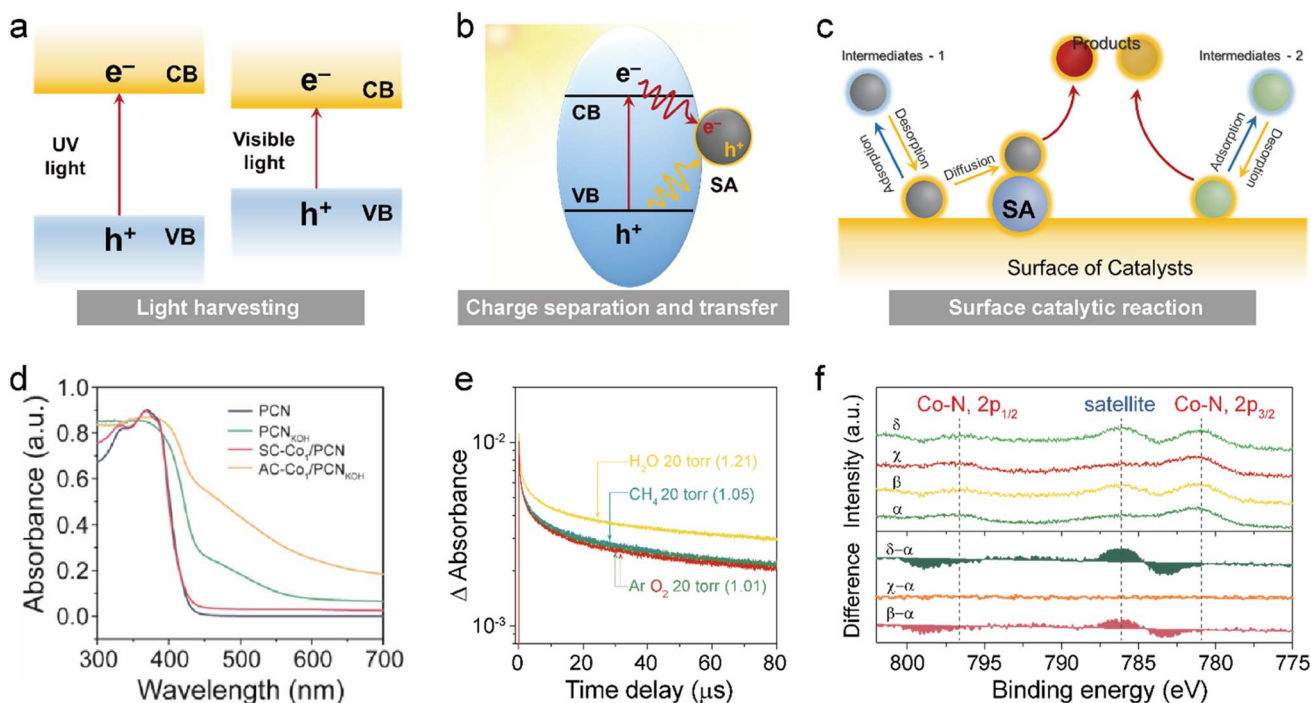 a
e⁻ CB
UV
light
h⁺ VB
e⁻ CB
Visible
light
h⁺ VB
Light harvesting
b
e⁻
CB
e⁻
h⁺
SA
VB
h⁺
Charge separation and transfer
c
Products
Intermediates - 1
Intermediates - 2
Desorption
Adsorption
Diffusion
Adsorption
Desorption
SA
Surface of Catalysts
Surface catalytic reaction
d
Absorbance (a.u.)
1.0
0.8
0.6
0.4
0.2
0.0
PCN
PCN_KOH
SC-Co₁/PCN
AC-Co₁/PCN_KOH
300 400 500 600 700
Wavelength (nm)
e
Δ Absorbance
10⁻²
10⁻³
H₂O 20 torr (1.21)
CH₄ 20 torr (1.05)
Ar O₂ 20 torr (1.01)
0 20 40 60 80
Time delay (μs)
f
Intensity (a.u.)
Difference
Co-N, 2p₁/₂ satellite Co-N, 2p₃/₂
δ
χ
β
α
δ−α
χ−α
β−α
800 795 790 785 780 775
Binding energy (eV)